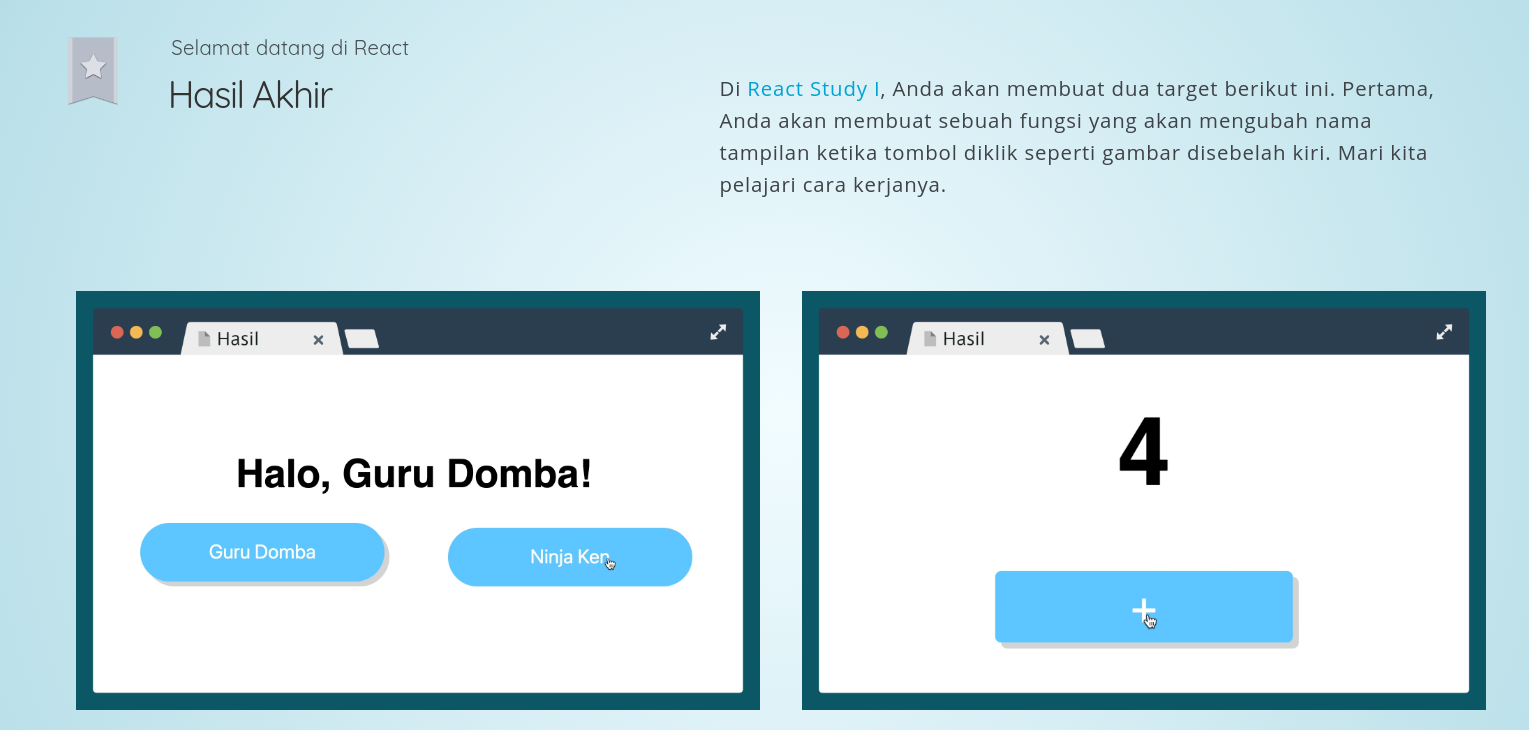 Selamat datang di React
Hasil Akhir
Di React Study I, Anda akan membuat dua target berikut ini. Pertama,
Anda akan membuat sebuah fungsi yang akan mengubah nama
tampilan ketika tombol diklik seperti gambar disebelah kiri. Mari kita
pelajari cara kerjanya.
Hasil
Halo, Guru Domba!
Guru Domba
Ninja Ken
Hasil
4
+